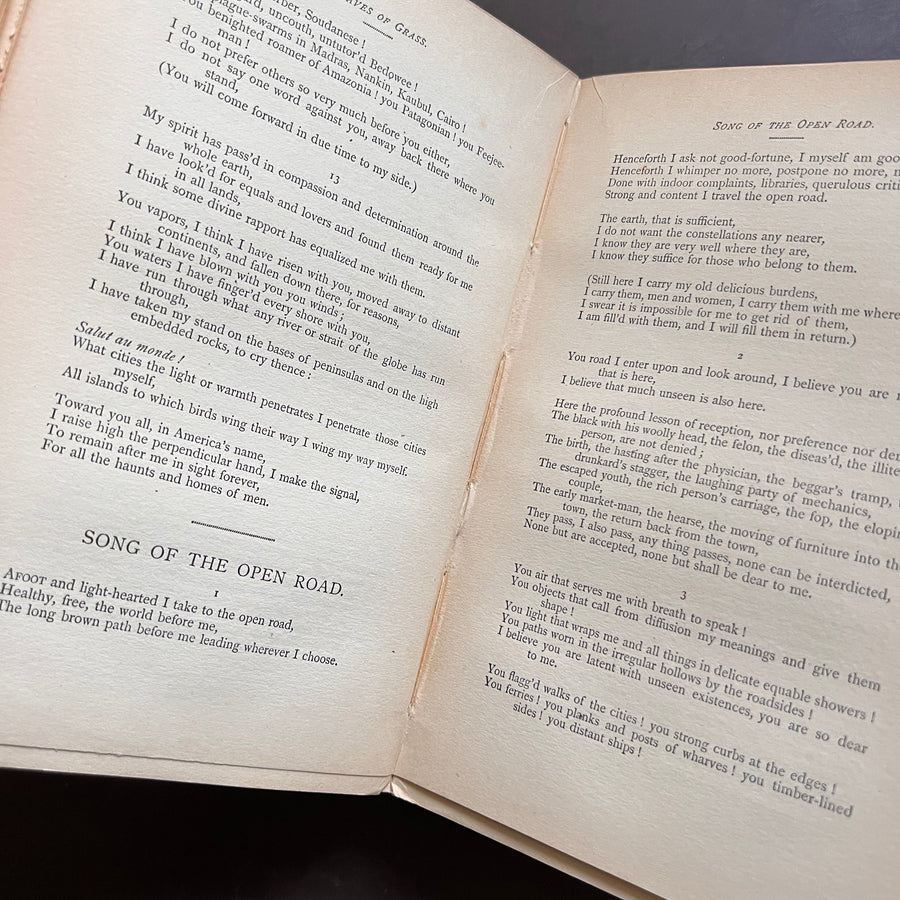 LEAVES OF GRASS.
ber, Soudanese !
uncouth, untutor'd Bedowee !
plague-swarms in Madras, Nankin, Kaubul, Cairo !
you benighted roamer of Amazonia ! you Patagonian ! you Feejee-
man !
I do not prefer others so very much before you either,
I do not say one word against you, away back there where you
stand,
(You will come forward in due time to my side.)
13
My spirit has pass'd in compassion and determination around the
whole earth,
I have look'd for equals and lovers and found them ready for me
in all lands,
I think some divine rapport has equalized me with them.
You vapors, I think I have risen with you, moved away to distant
continents, and fallen down there, for reasons,
I think I have blown with you you winds ;
You waters I have finger'd every shore with you,
I have run through what any river or strait of the globe has run
through,
I have taken my stand on the bases of peninsulas and on the high
embedded rocks, to cry thence :
Salut au monde !
What cities the light or warmth penetrates I penetrate those cities
myself,
All islands to which birds wing their way I wing my way myself.
Toward you all, in America's name,
I raise high the perpendicular hand, I make the signal,
To remain after me in sight forever,
For all the haunts and homes of men.
SONG OF THE OPEN ROAD.
1
AFOOT and light-hearted I take to the open road,
Healthy, free, the world before me,
The long brown path before me leading wherever I choose.
SONG OF THE OPEN ROAD.
Henceforth I ask not good-fortune, I myself am goo
Henceforth I whimper no more, postpone no more, n
Done with indoor complaints, libraries, querulous criti
Strong and content I travel the open road.
The earth, that is sufficient,
I do not want the constellations any nearer,
I know they are very well where they are,
I know they suffice for those who belong to them.
(Still here I carry my old delicious burdens,
I carry them, men and women, I carry them with me where
I swear it is impossible for me to get rid of them,
I am fill'd with them, and I will fill them in return.)
2
You road I enter upon and look around, I believe you are n
that is here,
I believe that much unseen is also here.
Here the profound lesson of reception, nor preference nor den
The black with his woolly head, the felon, the diseas'd, the illite
person, are not denied ;
The birth, the hasting after the physician, the beggar's tramp, t
drunkard's stagger, the laughing party of mechanics,
The escaped youth, the rich person's carriage, the fop, the elopin
couple,
The early market-man, the hearse, the moving of furniture into the
town, the return back from the town,
They pass, I also pass, any thing passes, none can be interdicted,
None but are accepted, none but shall be dear to me.
3
You air that serves me with breath to speak !
You objects that call from diffusion my meanings and give them
shape !
You light that wraps me and all things in delicate equable showers !
You paths worn in the irregular hollows by the roadsides !
I believe you are latent with unseen existences, you are so dear
to me.
You flagg'd walks of the cities ! you strong curbs at the edges !
You ferries ! you planks and posts of wharves ! you timber-lined
sides ! you distant ships !